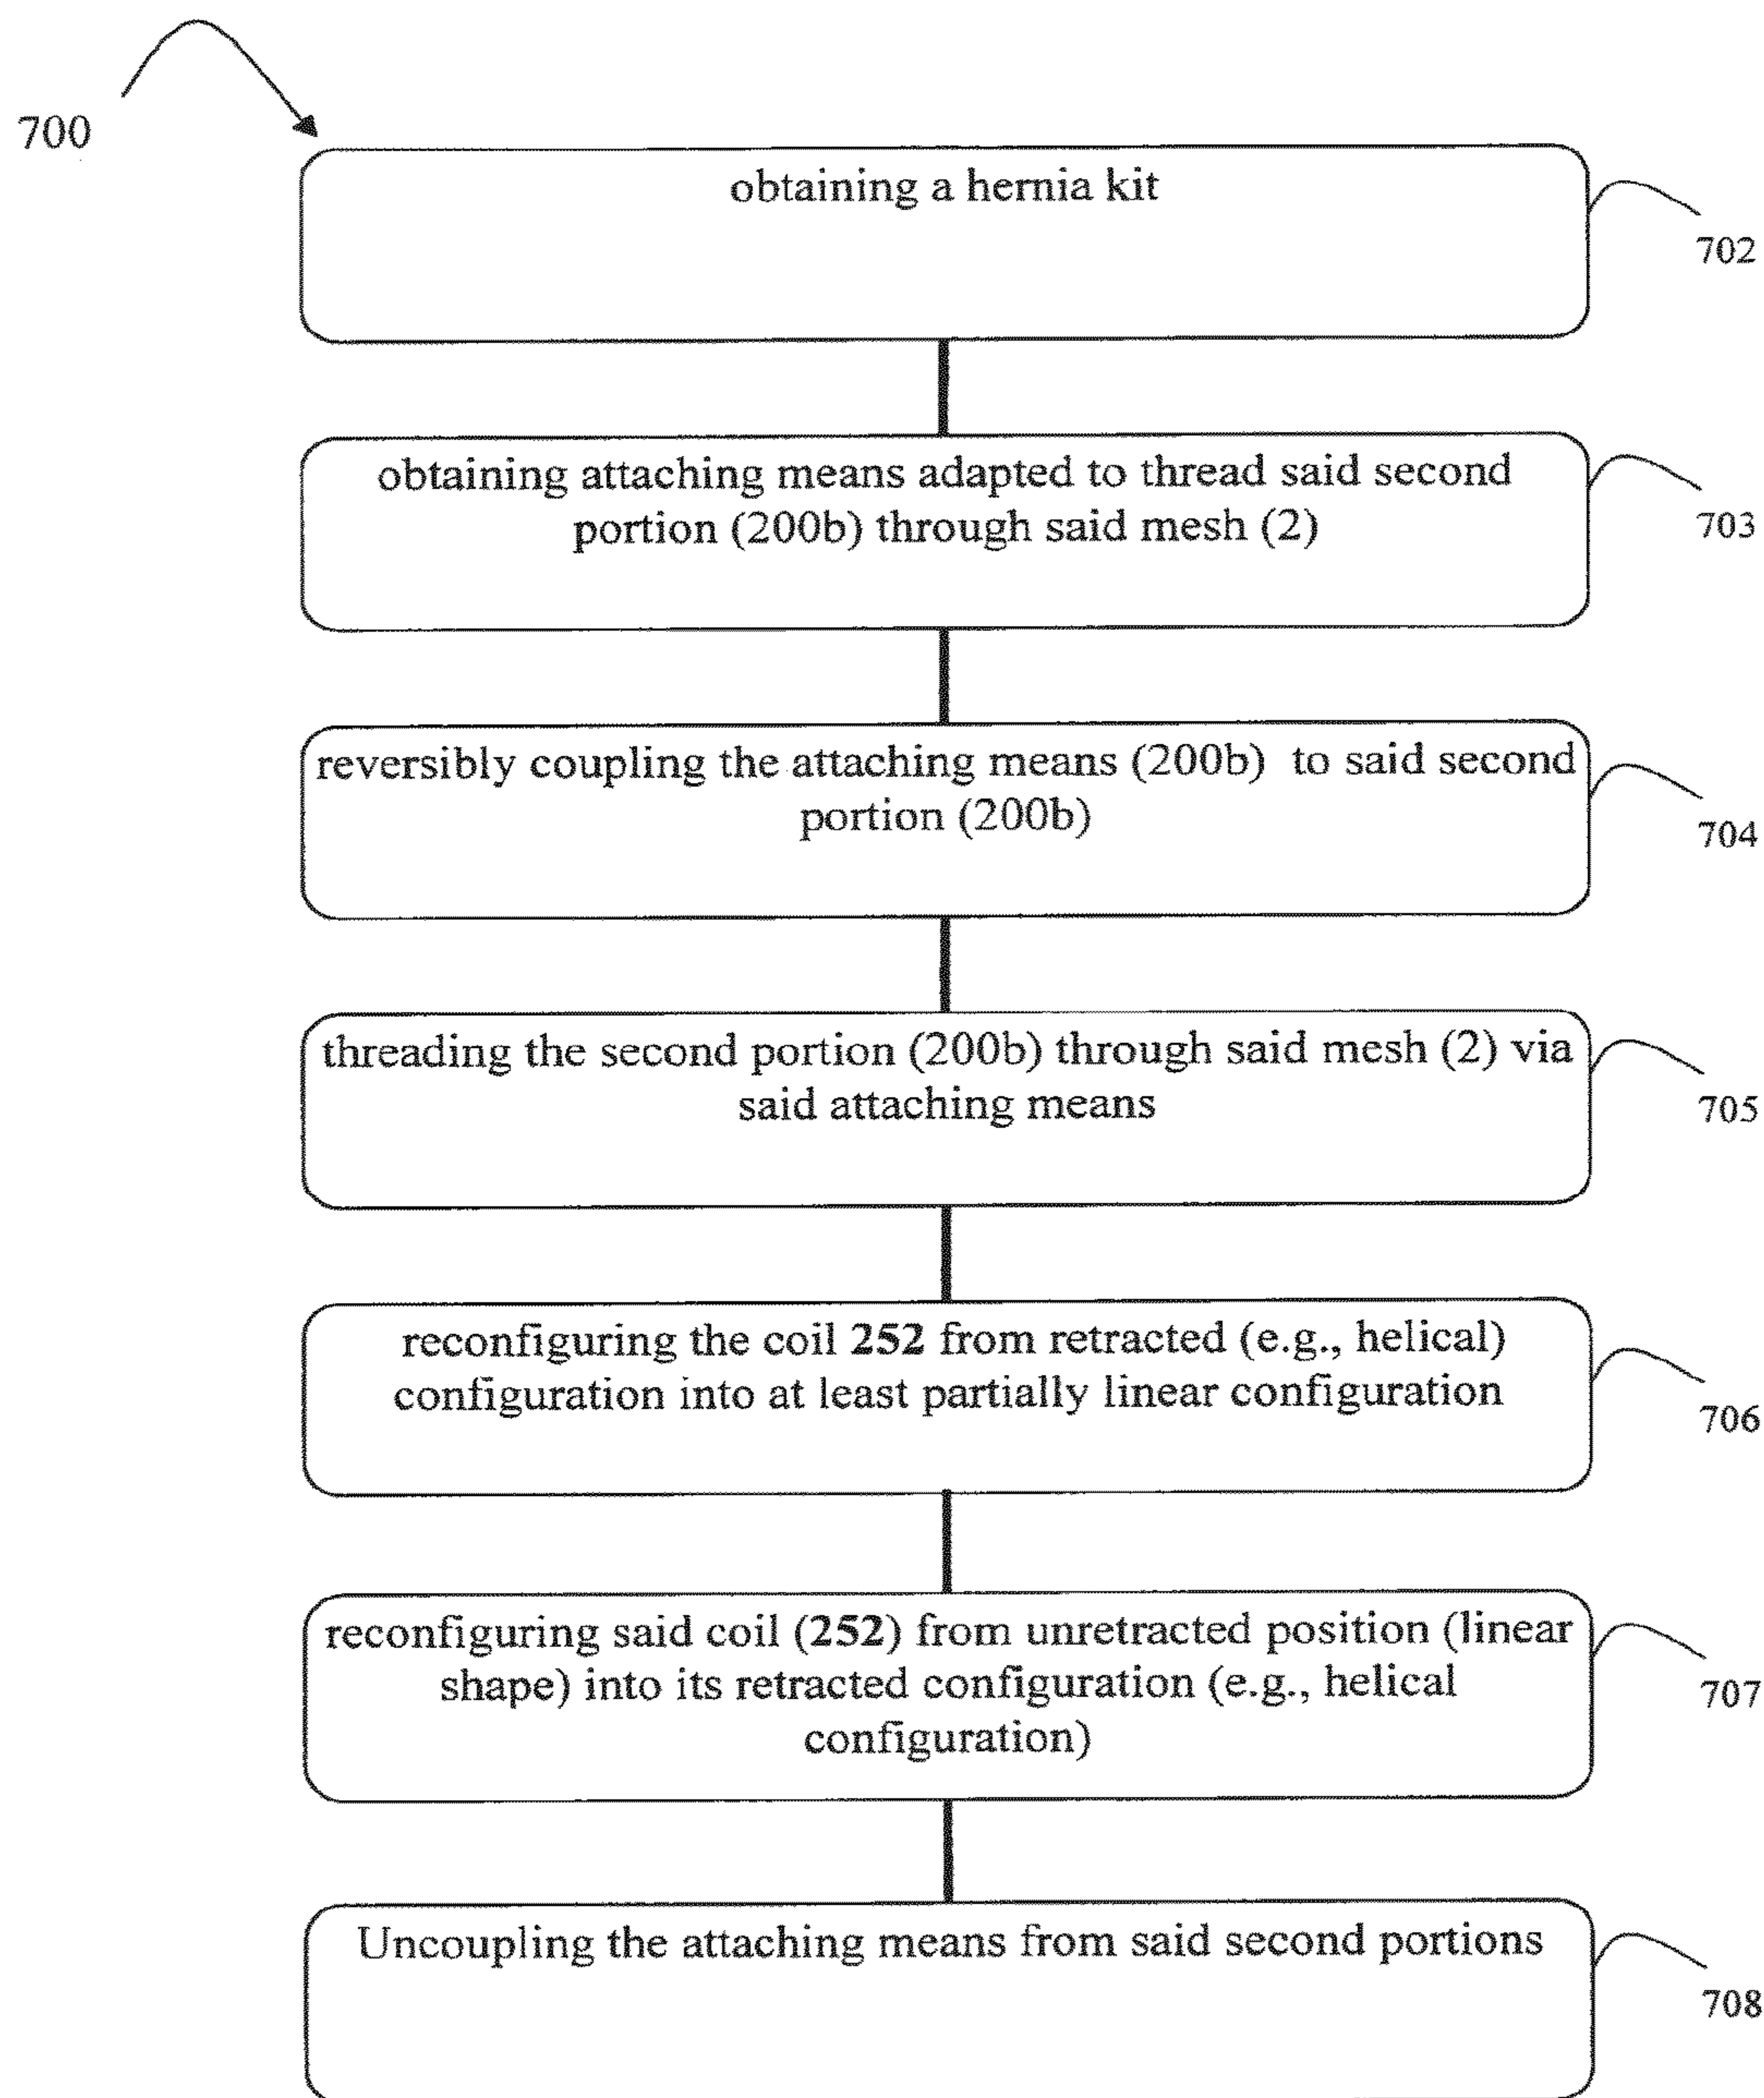 700
obtaining a hernia kit
702
obtaining attaching means adapted to thread said second
portion (200b) through said mesh (2)
703
reversibly coupling the attaching means (200b) to said second
portion (200b)
704
threading the second portion (200b) through said mesh (2) via
said attaching means
705
reconfiguring the coil 252 from retracted (e.g., helical)
configuration into at least partially linear configuration
706
reconfiguring said coil (252) from unretracted position (linear
shape) into its retracted configuration (e.g., helical
configuration)
707
Uncoupling the attaching means from said second portions
708